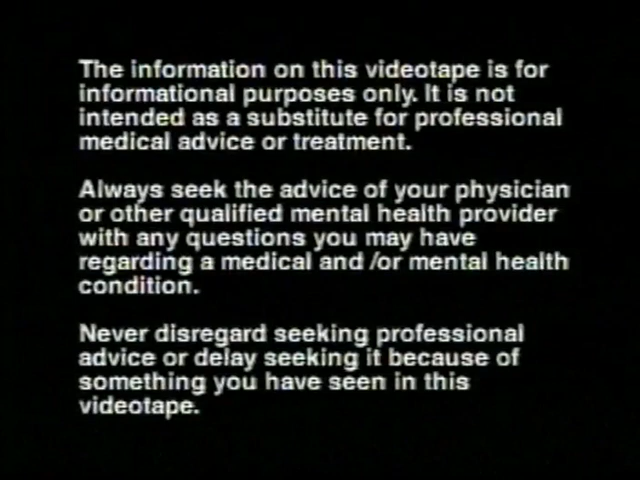 The information on this videotape is for
informational purposes only. It is not
intended as a substitute for professional
medical advice or treatment.
Always seek the advice of your physician
or other qualified mental health provider
with any questions you may have
regarding a medical and /or mental health
condition.
Never disregard seeking professional
advice or delay seeking it because of
something you have seen in this
videotape.